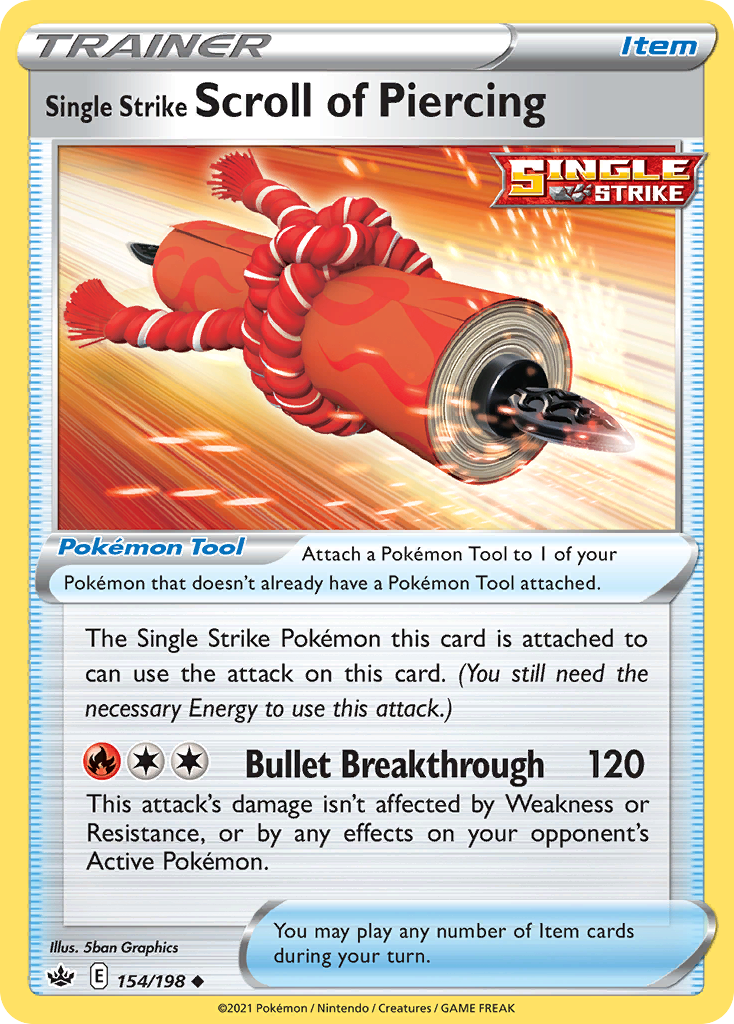 TRAINER
Item
Single Strike Scroll of Piercing
SINGLE
STRIKE
Pokémon Tool
Attach a Pokémon Tool to 1 of your
Pokémon that doesn't already have a Pokémon Tool attached.
The Single Strike Pokémon this card is attached to
can use the attack on this card. (You still need the
necessary Energy to use this attack.)
Bullet Breakthrough 120
This attack's damage isn't affected by Weakness or
Resistance, or by any effects on your opponent's
Active Pokémon.
You may play any number of Item cards
during your turn.
Illus. 5ban Graphics
E 154/198
©2021 Pokémon / Nintendo / Creatures / GAME FREAK